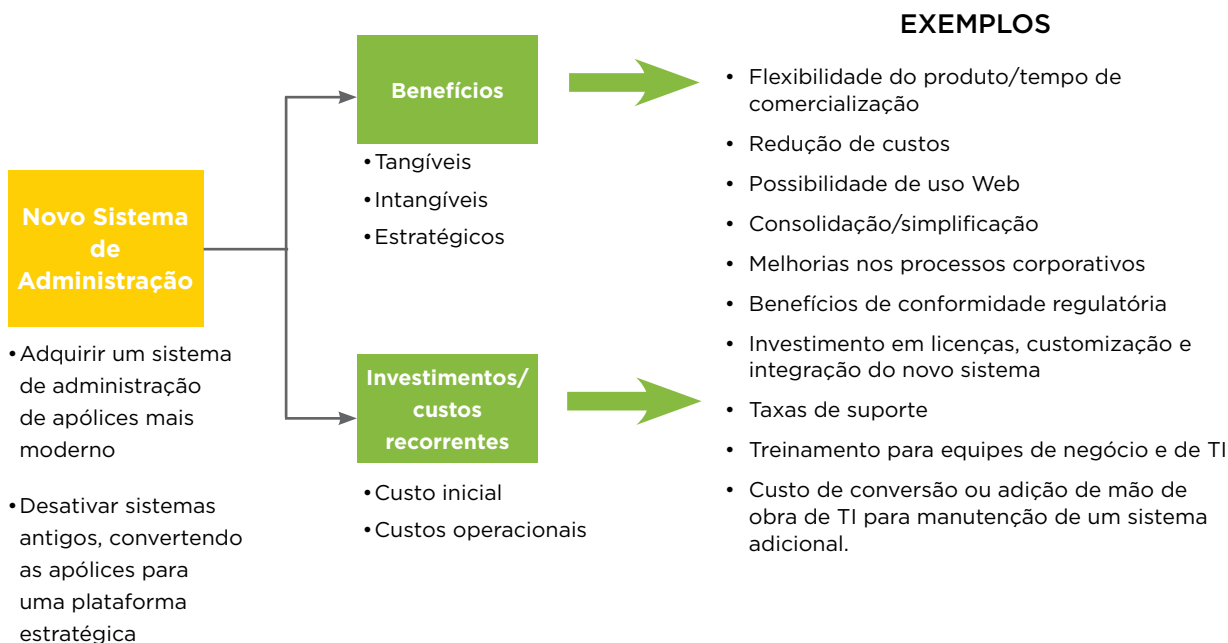 Novo Sistema
de
Administração
•Adquirir um sistema
de administração
de apólices mais
moderno
•Desativar sistemas
antigos, convertendo
as apólices para
uma plataforma
estratégica
Benefícios
•Tangíveis
•Intangíveis
•Estratégicos
Investimentos/
custos
recorrentes
•Custo inicial
•Custos operacionais
EXEMPLOS
• Flexibilidade do produto/tempo de
comercialização
• Redução de custos
• Possibilidade de uso Web
• Consolidação/simplificação
• Melhorias nos processos corporativos
• Benefícios de conformidade regulatória
• Investimento em licenças, customização e
integração do novo sistema
• Taxas de suporte
• Treinamento para equipes de negócio e de TI
• Custo de conversão ou adição de mão de
obra de TI para manutenção de um sistema
adicional.